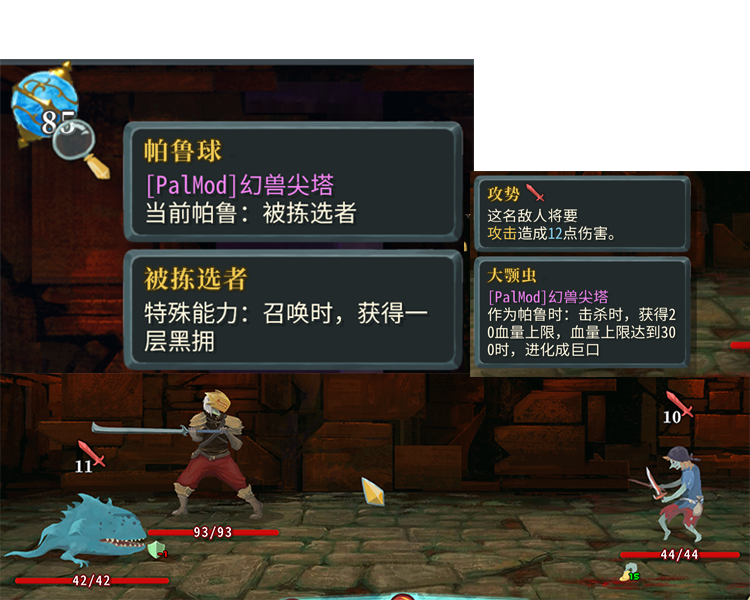 85
帕鲁球
[PalMod]幻兽尖塔
当前帕鲁：被拣选者
被拣选者
特殊能力：召唤时，获得一
层黑拥
攻势
这名敌人将要
攻击造成12点伤害。
大颚虫
[PalMod]幻兽尖塔
作为帕鲁时：击杀时，获得2
0血量上限，血量上限达到30
0时，进化成巨口
10
11
93/93
44/44
15
42/42